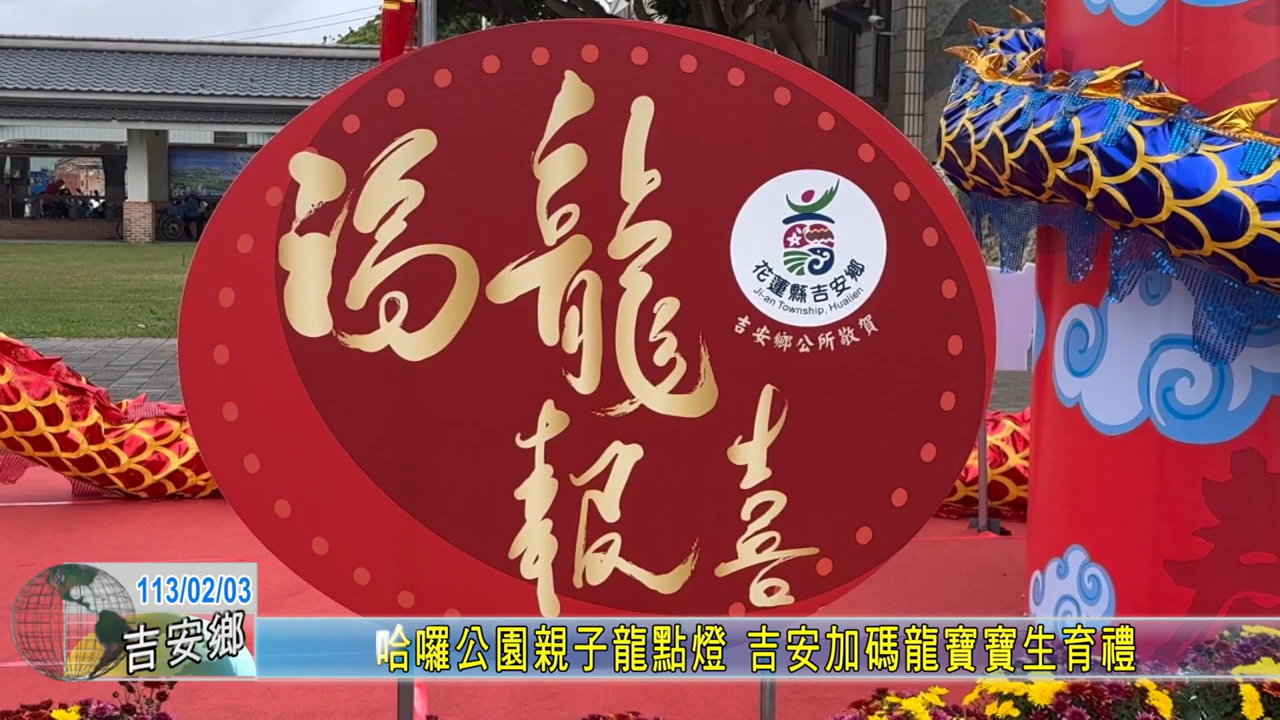 福龍
報喜
花蓮縣吉安鄉
Ji-an Township, Hualien
吉安鄉公所敬賀
113/02/03
吉安鄉
哈囉公園親子龍點燈 吉安加碼龍寶寶生育禮